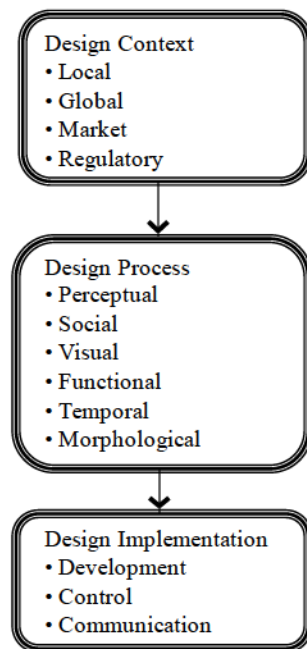 Design Context
• Local
• Global
• Market
• Regulatory
Design Process
• Perceptual
• Social
• Visual
• Functional
• Temporal
• Morphological
Design Implementation
• Development
• Control
• Communication